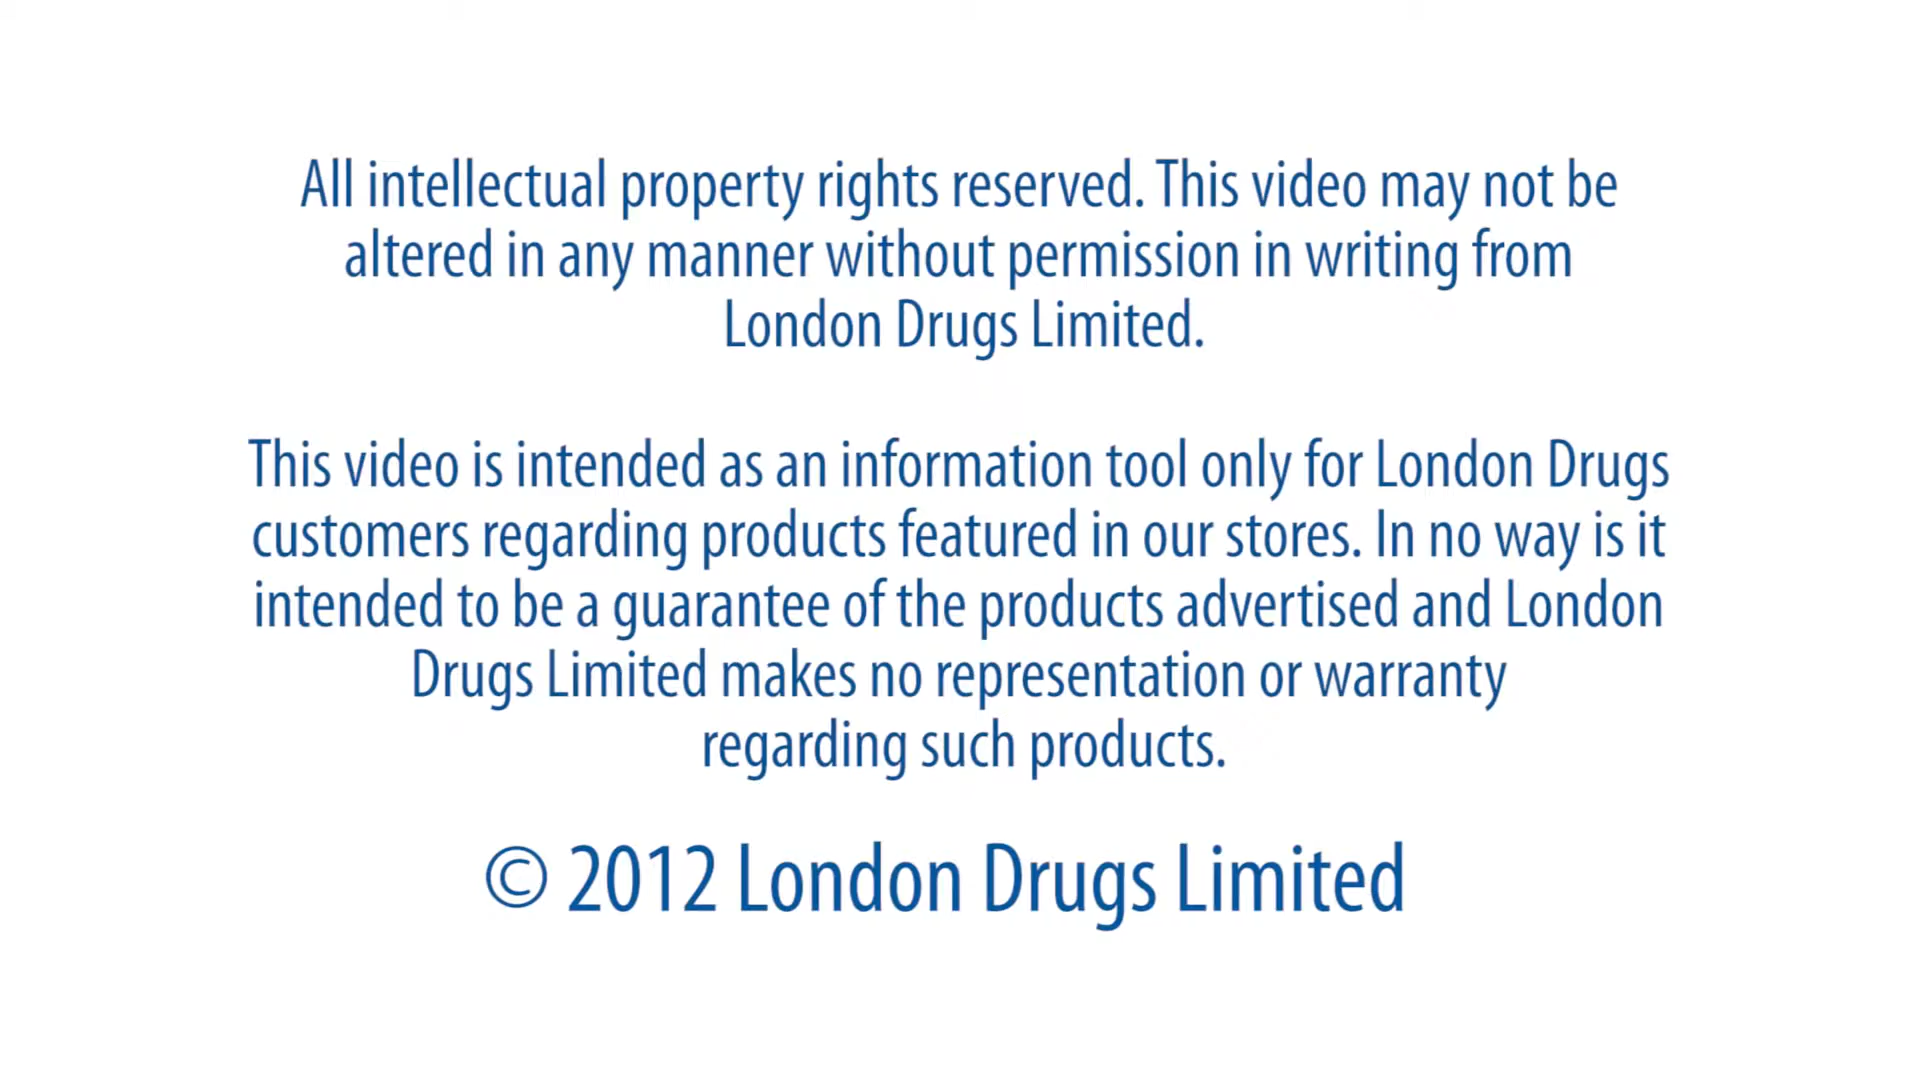 All intellectual property rights reserved. This video may not be
altered in any manner without permission in writing from
London Drugs Limited.
This video is intended as an information tool only for London Drugs
customers regarding products featured in our stores. In no way is it
intended to be a guarantee of the products advertised and London
Drugs Limited makes no representation or warranty
regarding such products.
© 2012 London Drugs Limited